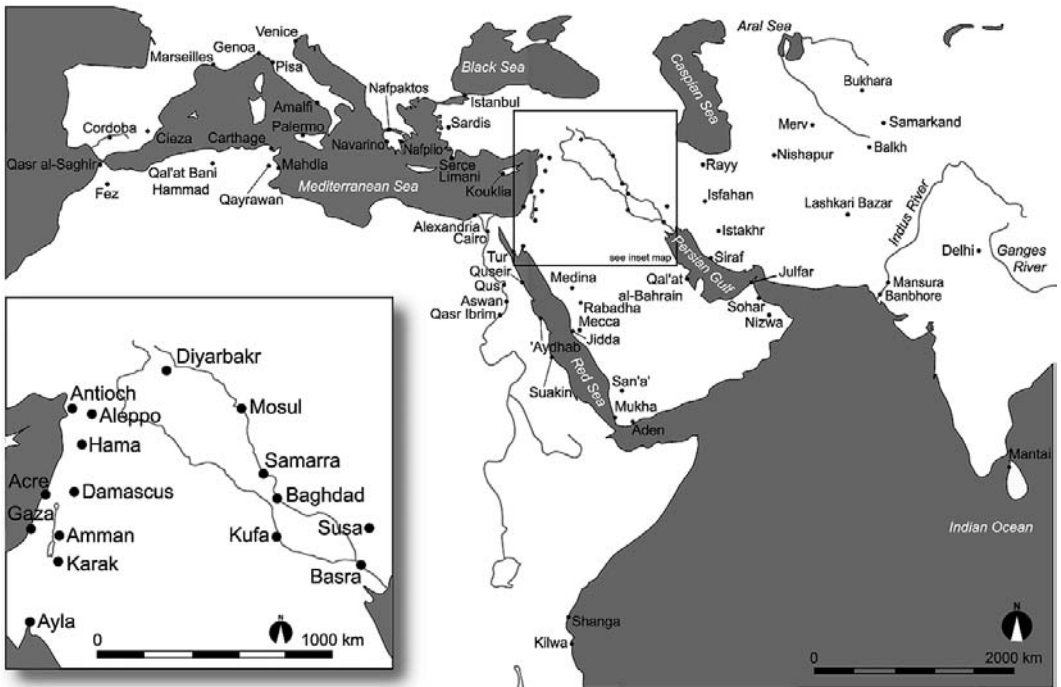 Venice
Genoa
Marseilles
Pisa
Amalfi
Palermo
Nafpaktos
Navarino
Nafplio
Black Sea
Istanbul
Sardis
Serçe
Limani
Kouklia
Cordoba
Cieza
Carthage
Qasr al-Saghir
Fez
Qal'at Bani
Hammad
Mahdia
Qayrawan
Mediterranean Sea
Alexandria
Cairo
Tur
Quseir
Qus
Aswan
Qasr Ibrim
'Aydhab
Suakin
Red Sea
Medina
Rabadha
Mecca
Jidda
San'a'
Mukha
Aden
see inset map
Caspian Sea
Aral Sea
Bukhara
Merv
Samarkand
Nishapur
Balkh
Rayy
Isfahan
Lashkari Bazar
Istakhr
Siraf
Persian Gulf
Qal'at
al-Bahrain
Julfar
Sohar
Nizwa
Indus River
Delhi
Ganges
River
Mansura
Banbhore
Mantai
Indian Ocean
Shanga
Kilwa
N
0
2000 km
Diyarbakr
Antioch
Aleppo
Mosul
Hama
Samarra
Acre
Damascus
Baghdad
Gaza
Susa
Amman
Kufa
Karak
Basra
Ayla
N
0
1000 km